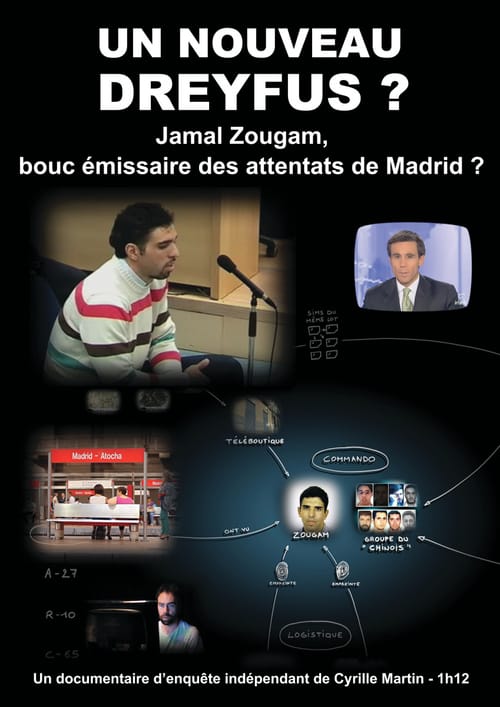 UN NOUVEAU
DREYFUS ?
Jamal Zougam,
bouc émissaire des attentats de Madrid ?
SIMS DU
MÊME LOT
TÉLÉBOUTIQUE
COMMANDO
Madrid - Atocha
ZOUGAM
GROUPE DU
"CHINOIS"
ONT VU
A-27
EMPREINTE
EMPREINTE
R-10
LOGISTIQUE
C-65
Un documentaire d'enquête indépendant de Cyrille Martin - 1h12